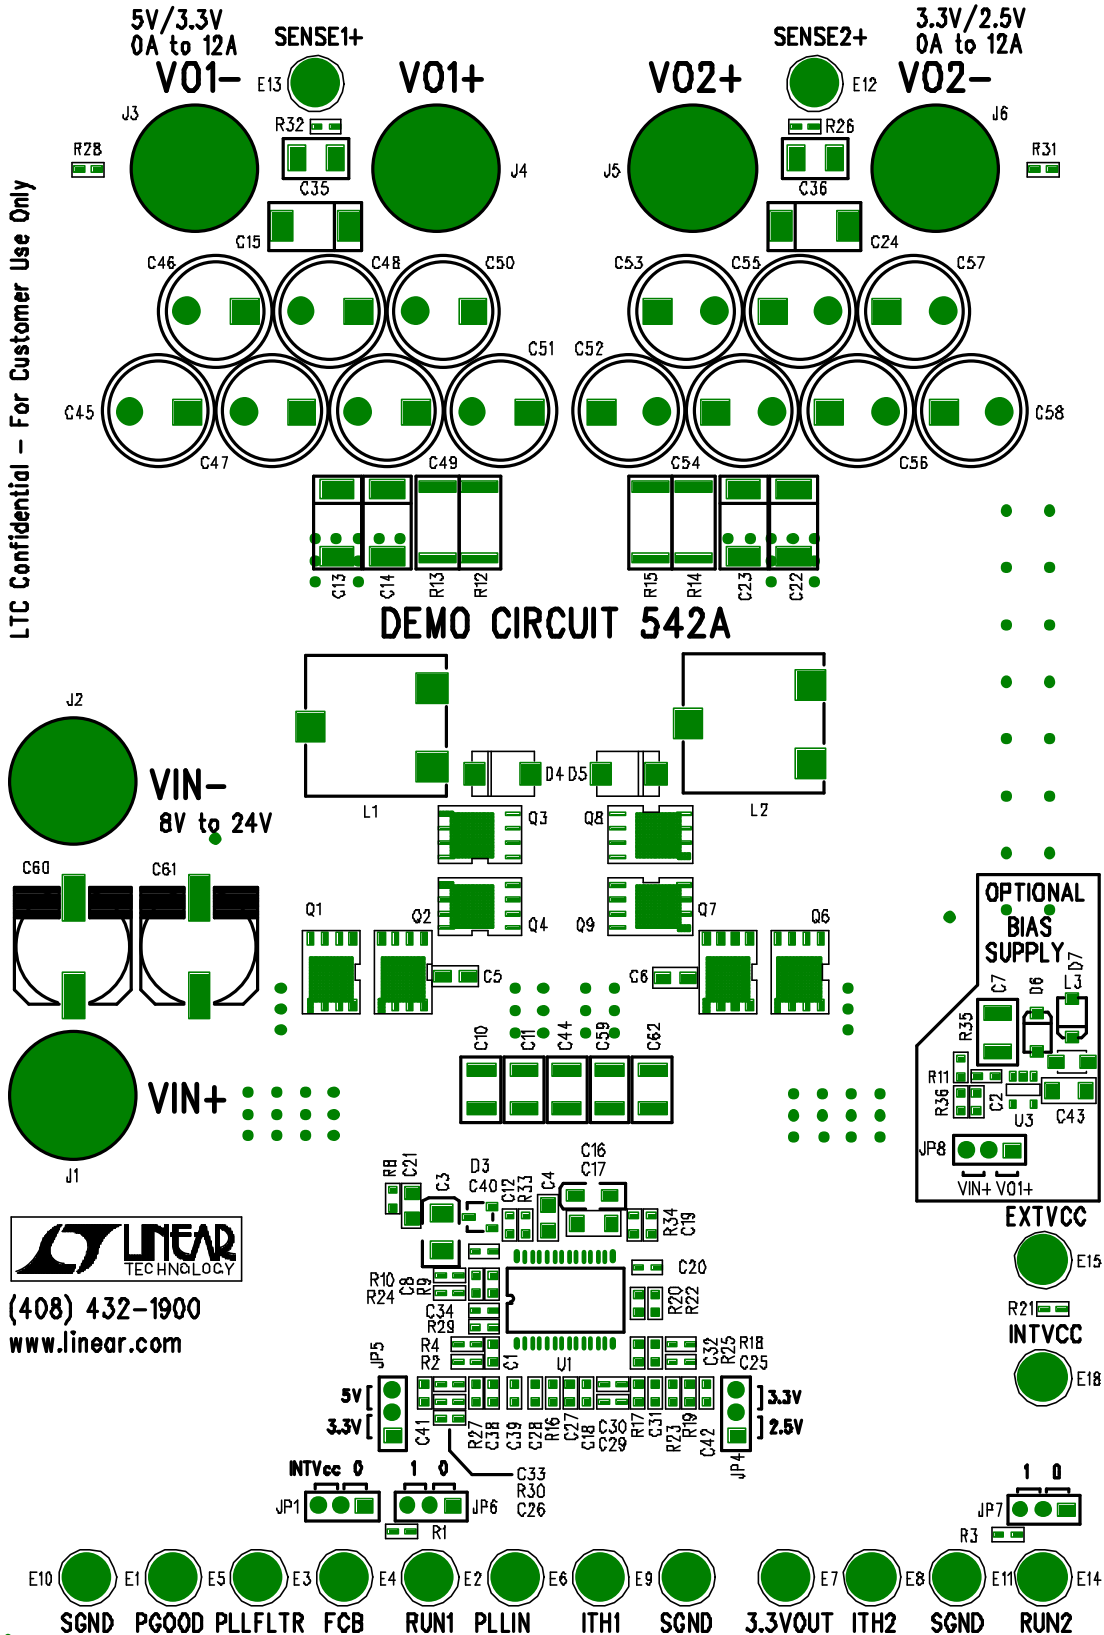 5V/3.3V
0A to 12A
SENSE1+
SENSE2+
3.3V/2.5V
0A to 12A
VO1-
E13
VO1+
VO2+
E12
VO2-
J3
R32
R26
J6
R28
J4
J5
R31
C35
C36
C15
C24
C46
C48
C50
C53
C55
C57
C51
C52
C45
C58
C47
C49
C54
C56
LTC Confidential - For Customer Use Only
C13
C14
R13
R12
R15
R14
C23
C22
DEMO CIRCUIT 542A
J2
VIN-
8V to 24V
L1
D4
D5
L2
Q3
Q8
C60
C61
Q1
Q2
Q4
Q9
Q7
Q6
C5
C6
OPTIONAL
BIAS
SUPPLY
D7
C7
D6
L3
R35
C10
C11
C44
C59
C62
R11
R36
C2
U3
C43
VIN+
J1
JP8
VIN+
VO1+
R8
C21
C3
D3
C40
C12
R33
C4
C16
C17
R34
C19
EXTVCC
E15
LINEAR
TECHNOLOGY
(408) 432-1900
www.linear.com
R10
R24
C8
R9
C20
R20
R22
C34
R29
R21
INTVCC
R4
R2
C1
U1
C32
R25
R18
C25
E18
JP5
5V
3.3V
3.3V
2.5V
JP4
C41
R27
C38
C39
C28
R16
C27
C18
C30
C29
R17
C31
R23
R19
C42
C33
R30
C26
INTVcc 0
JP1
1 0
JP6
R1
1 0
JP7
R3
E10
E1
E5
E3
E4
E2
E6
E9
E7
E8
E11
E14
SGND
PGOOD
PLLFLTR
FCB
RUN1
PLLIN
ITH1
SGND
3.3VOUT
ITH2
SGND
RUN2